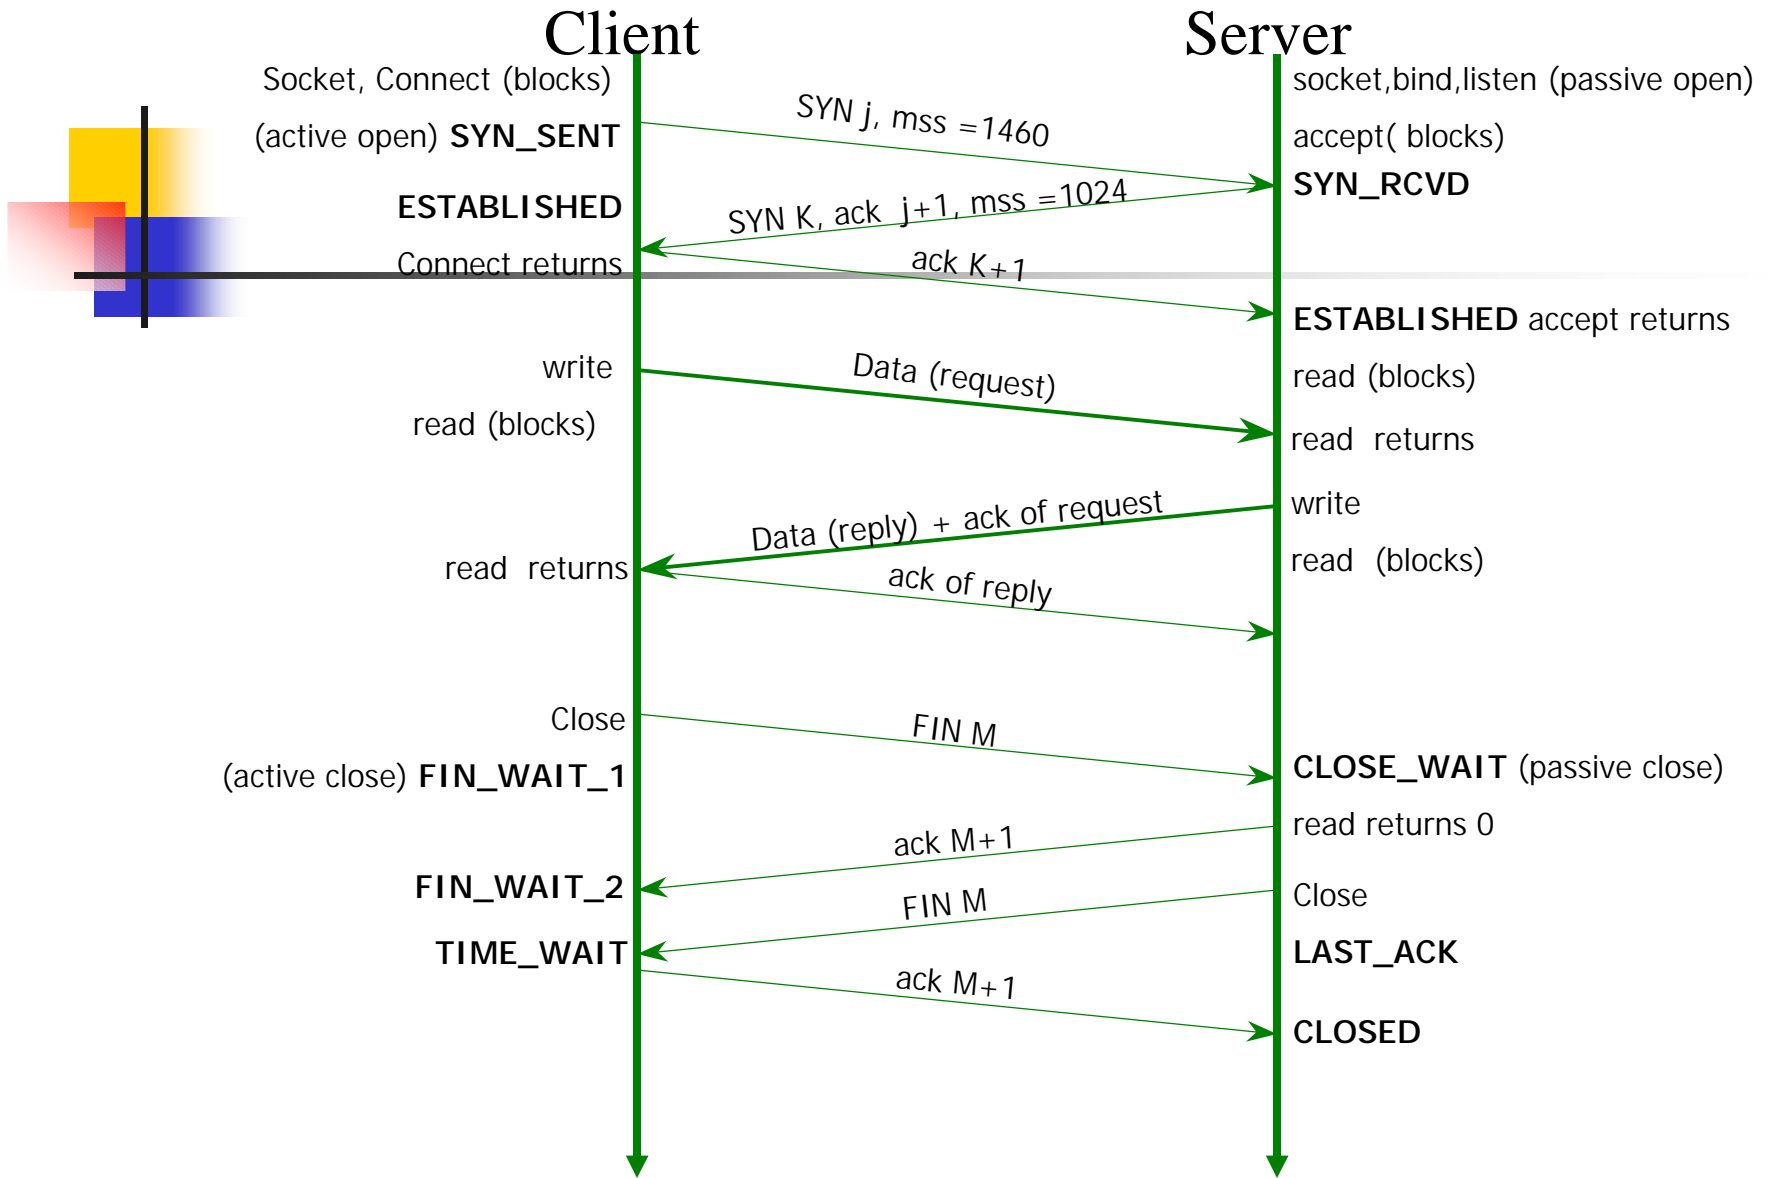 Client
Server
Socket, Connect (blocks)
socket,bind,listen (passive open)
SYN j, mss =1460
(active open) SYN_SENT
accept( blocks)
SYN_RCVD
ESTABLISHED
SYN K, ack j+1, mss =1024
Connect returns
ack K+1
ESTABLISHED accept returns
write
Data (request)
read (blocks)
read (blocks)
read returns
write
Data (reply) + ack of request
read (blocks)
read returns
ack of reply
Close
FIN M
CLOSE_WAIT (passive close)
(active close) FIN_WAIT_1
read returns 0
ack M+1
FIN_WAIT_2
Close
FIN M
TIME_WAIT
LAST_ACK
ack M+1
CLOSED